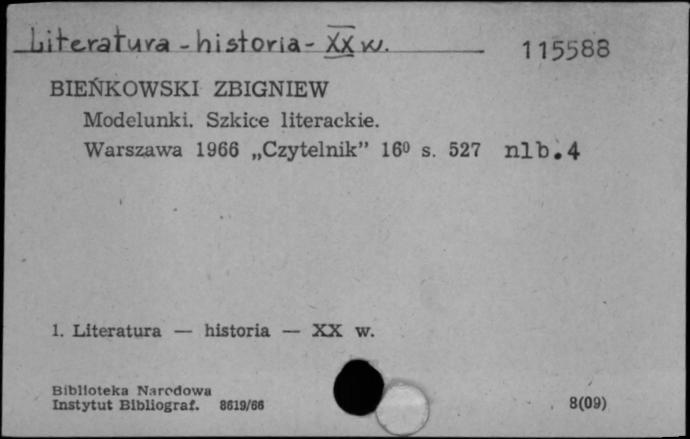 Literatura - historia - XX w. 115588
BIEŃKOWSKI ZBIGNIEW
Modelunki. Szkice literackie.
Warszawa 1966 „Czytelnik” 16⁰ s. 527 nlb.4
1. Literatura — historia — XX w.
Biblioteka Narodowa
Instytut Bibliograf. 8619/66 8(09)